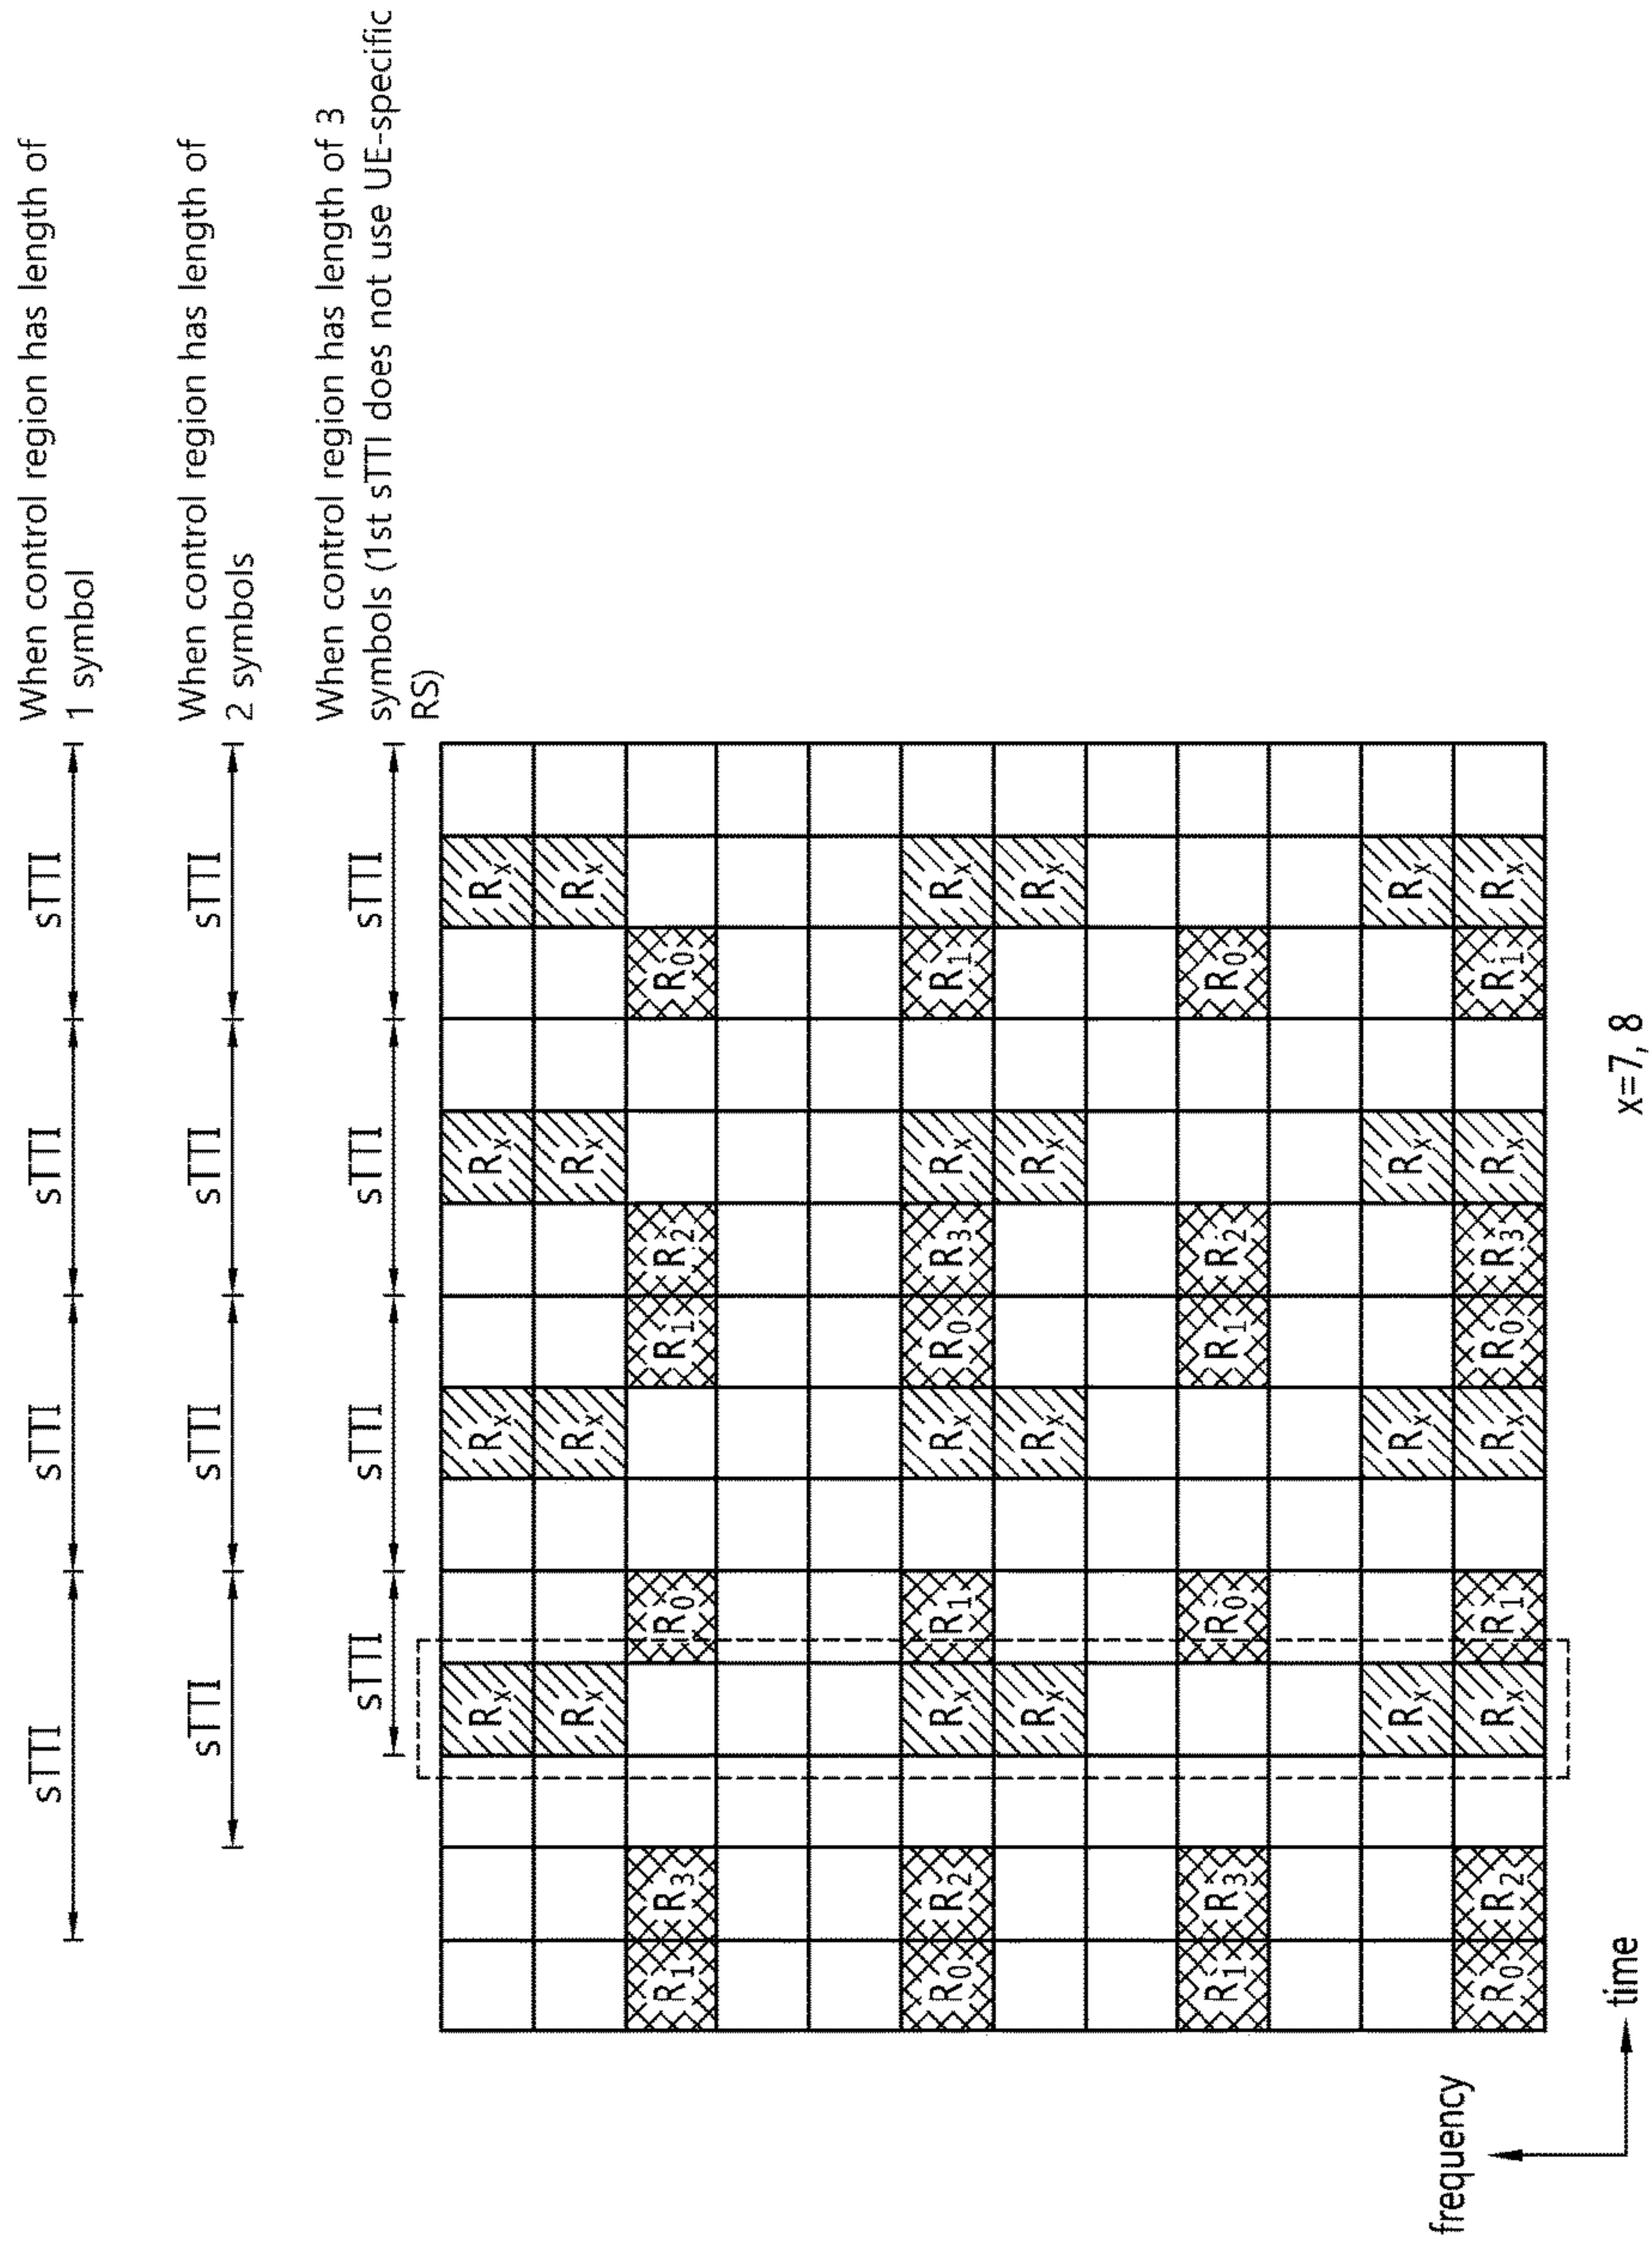 When control region has length of
1 symbol
sTTI sTTI sTTI sTTI
When control region has length of
2 symbols
sTTI sTTI sTTI sTTI
When control region has length of 3
symbols (1st sTTI does not use UE-specific
RS)
sTTI sTTI sTTI sTTI
Rx Rx Rx Rx
Rx Rx Rx Rx
R1 R3 R0 R1 R2 R0
R0 R2 Rx R1 Rx R0 R3 Rx R1 Rx
Rx Rx Rx Rx
R1 R3 R0 R1 R2 R0
Rx Rx Rx Rx
R0 R2 Rx R1 Rx R0 R3 Rx R1 Rx
frequency
time
x=7, 8